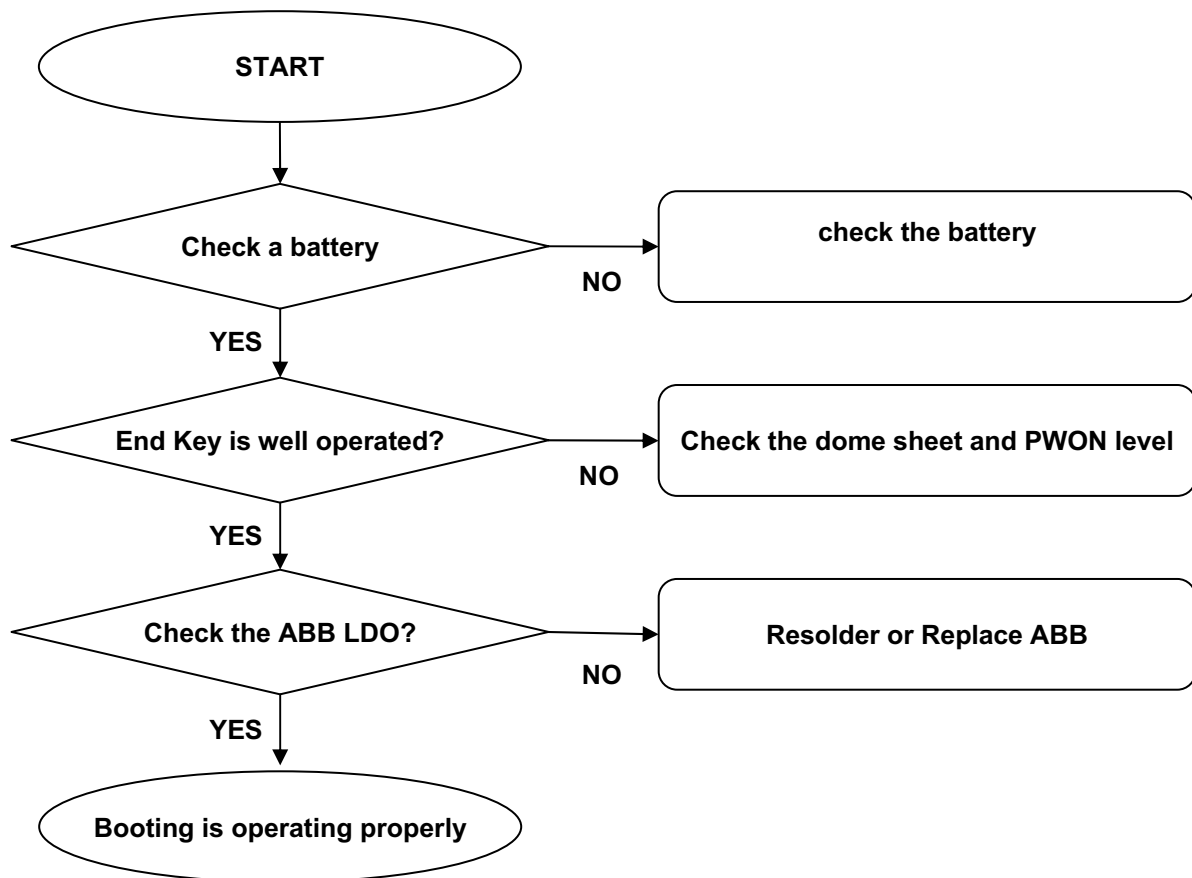 START
Check a battery
check the battery
NO
YES
End Key is well operated?
Check the dome sheet and PWON level
NO
YES
Check the ABB LDO?
Resolder or Replace ABB
NO
YES
Booting is operating properly